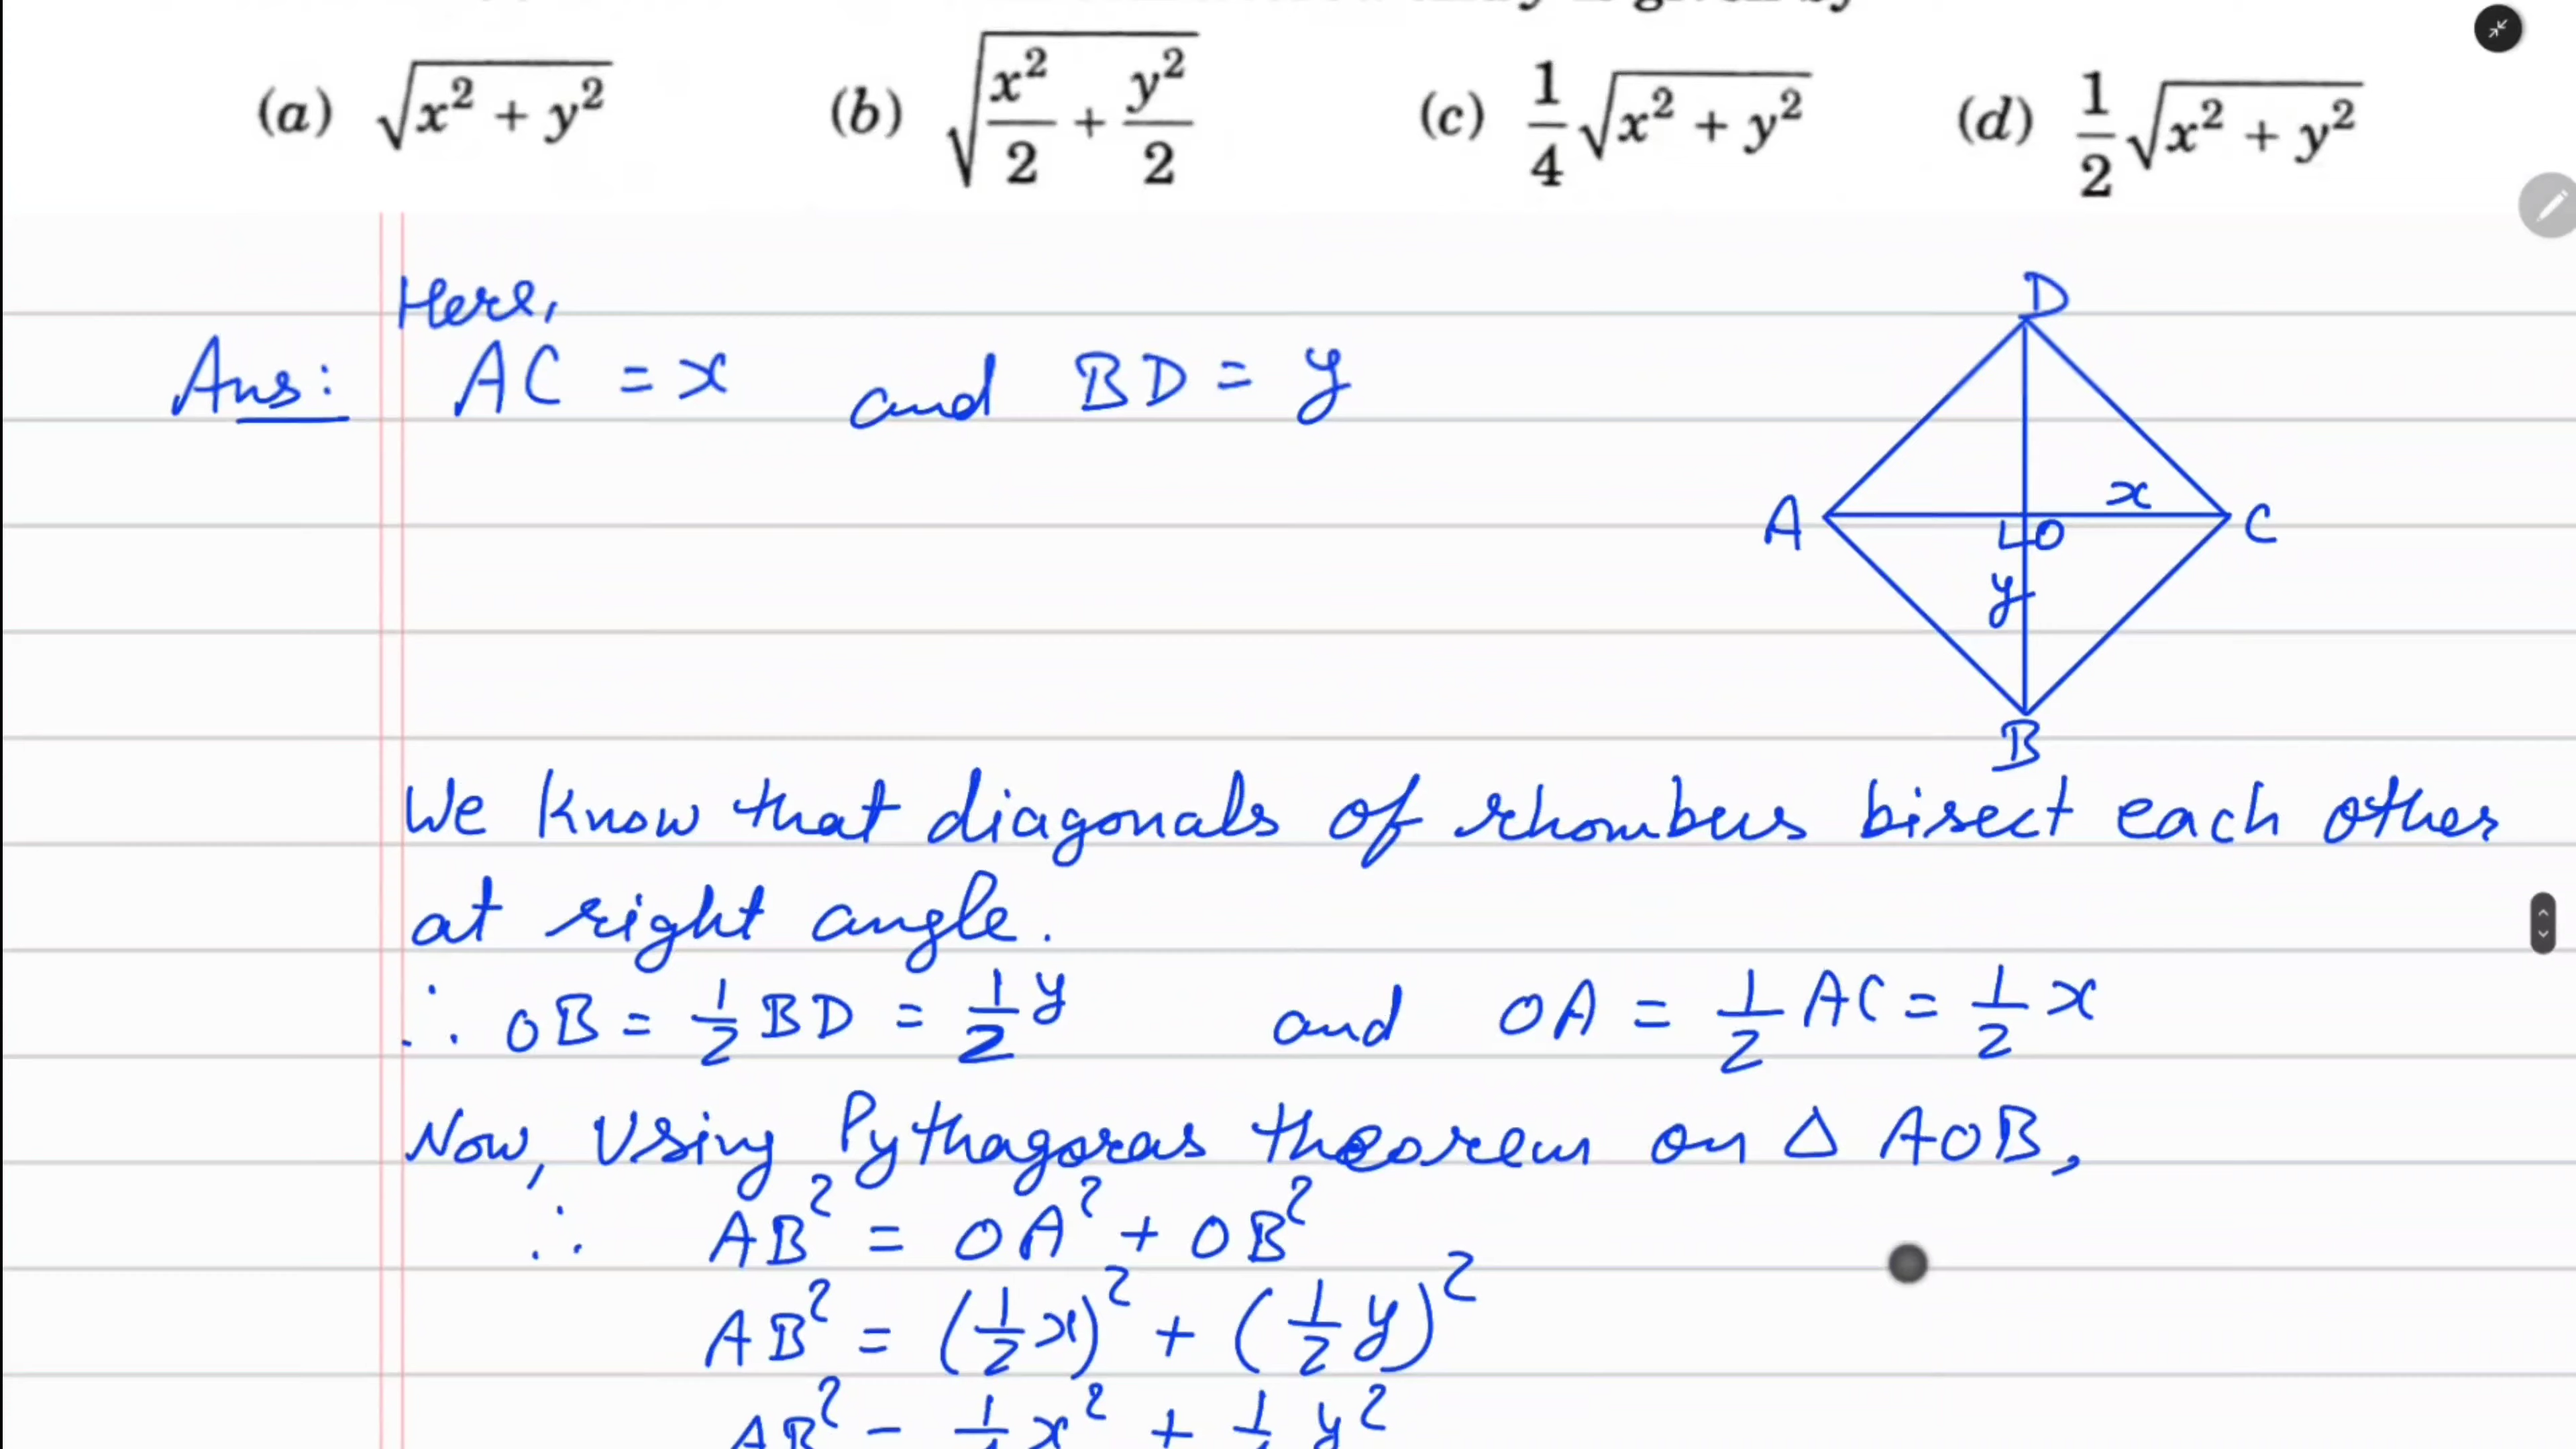 (a) √(x² + y²) (b) √(x²/2 + y²/2) (c) 1/4 √(x² + y²) (d) 1/2 √(x² + y²)
Here,
Ans: AC = x and BD = y
D
A x C
O
y
B
We know that diagonals of rhombus bisect each other
at right angle.
∴ OB = 1/2 BD = 1/2 y and OA = 1/2 AC = 1/2 x
Now, Using Pythagoras theorem on Δ AOB,
∴ AB² = OA² + OB²
AB² = (1/2 x)² + (1/2 y)²